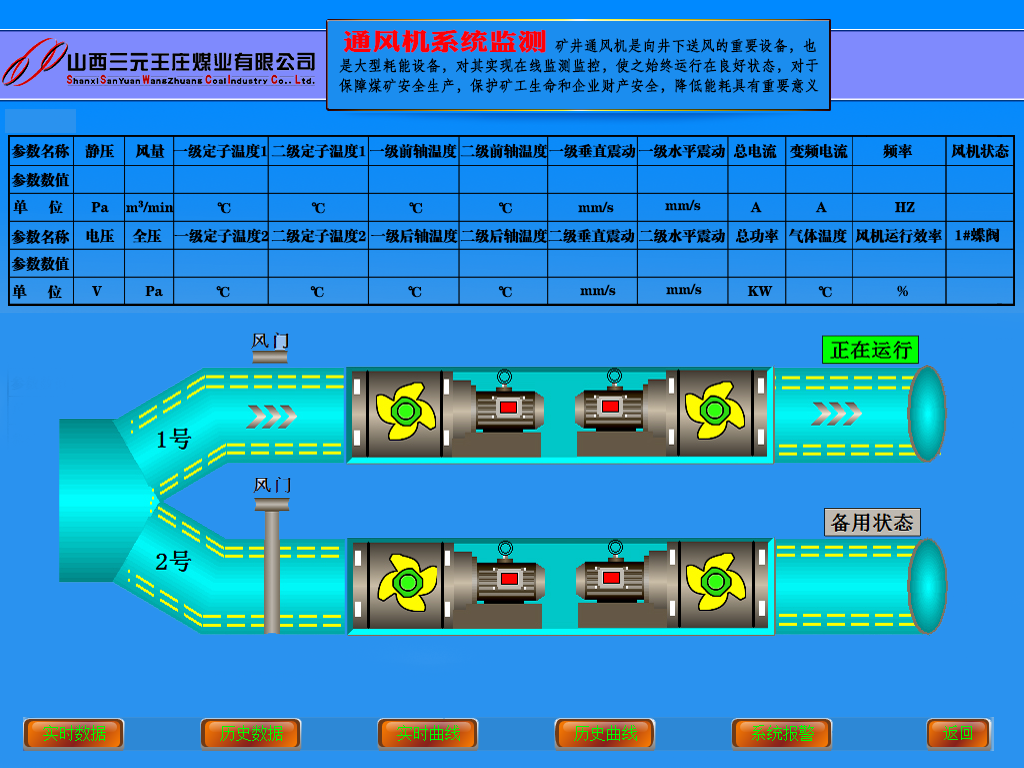 山西三元王庄煤业有限公司
Shanxi SanYuan WangZhuang Coal Industry Co., Ltd.
通风机系统监测 矿井通风机是向井下送风的重要设备，也
是大型耗能设备，对其实现在线监测监控，使之始终运行在良好状态，对于
保障煤矿安全生产，保护矿工生命和企业财产安全，降低能耗具有重要意义
参数名称 静压 风量 一级定子温度1 二级定子温度1 一级前轴温度 二级前轴温度 一级垂直震动 一级水平震动 总电流 变频电流 频率 风机状态
参数数值
单 位 Pa m³/min ℃ ℃ ℃ ℃ mm/s mm/s A A HZ
参数名称 电压 全压 一级定子温度2 二级定子温度2 一级后轴温度 二级后轴温度 二级垂直震动 二级水平震动 总功率 气体温度 风机运行效率 1#蝶阀
参数数值
单 位 V Pa ℃ ℃ ℃ ℃ mm/s mm/s KW ℃ %
风门
正在运行
1号
风门
备用状态
2号
实时数据 历史数据 实时曲线 历史曲线 系统报警 返回